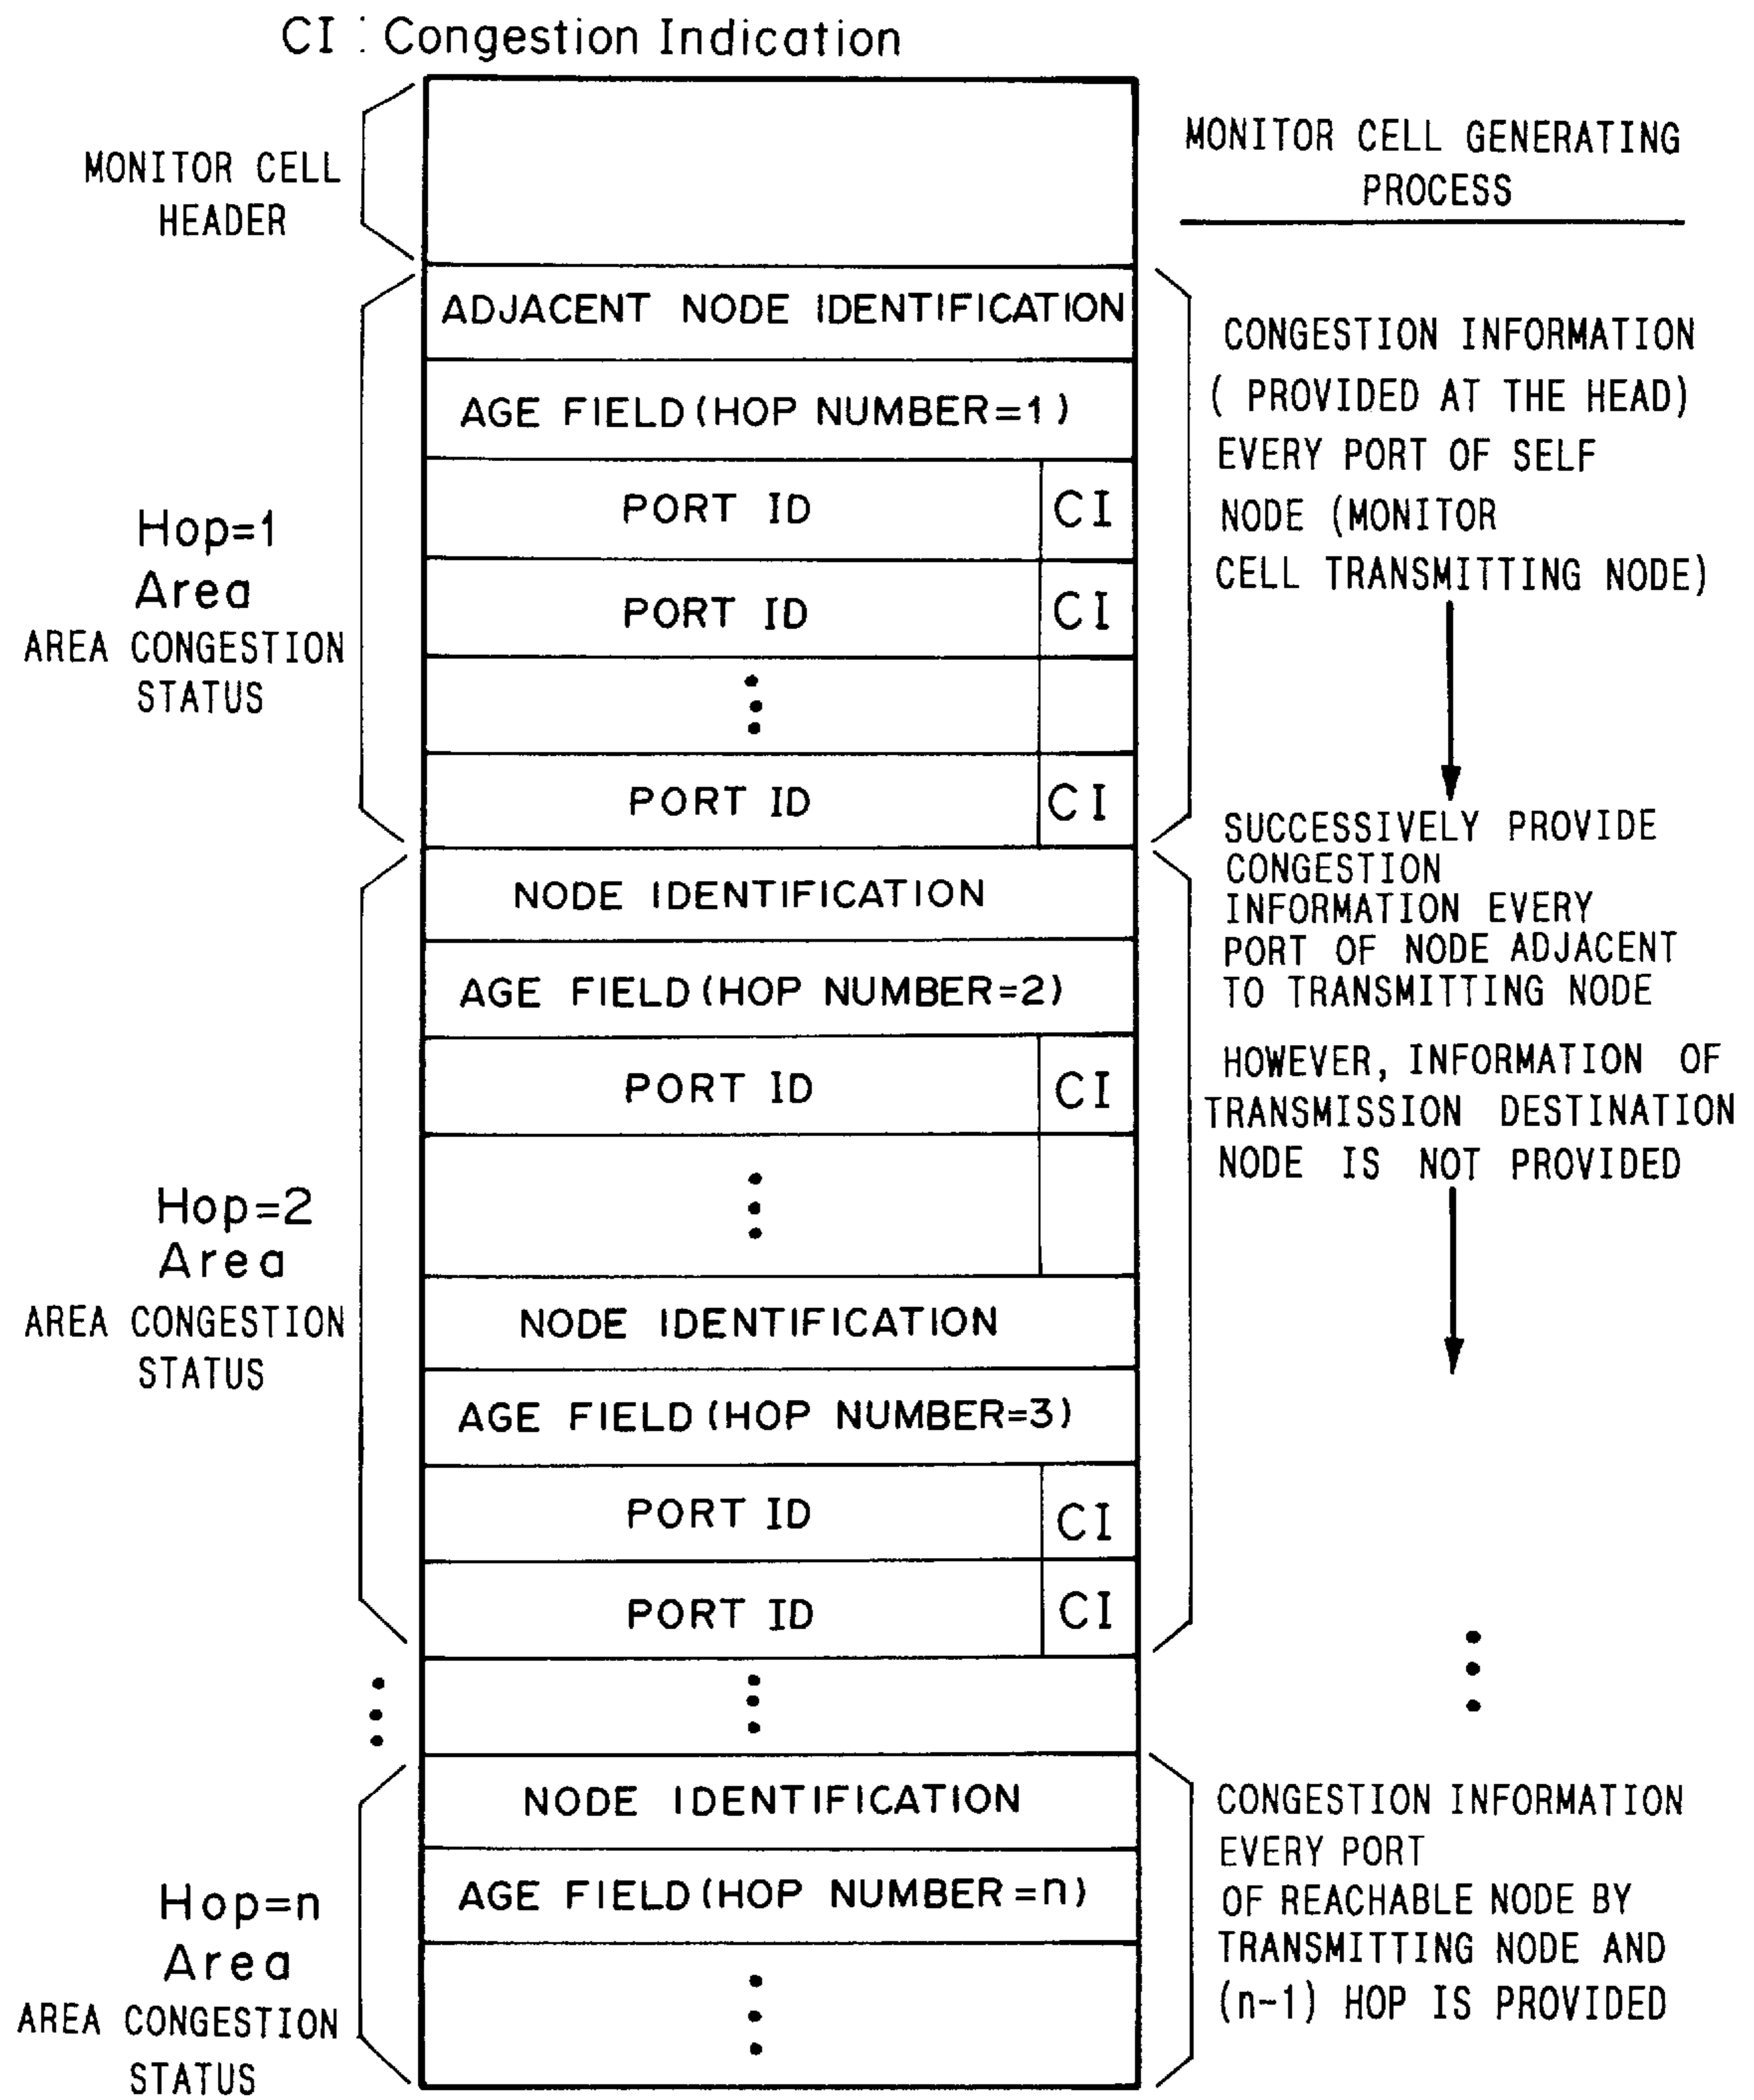 CI : Congestion Indication
MONITOR CELL
HEADER
MONITOR CELL GENERATING
PROCESS
Hop=1
Area
AREA CONGESTION
STATUS
ADJACENT NODE IDENTIFICATION
AGE FIELD (HOP NUMBER=1)
PORT ID CI
PORT ID CI
PORT ID CI
CONGESTION INFORMATION
( PROVIDED AT THE HEAD)
EVERY PORT OF SELF
NODE (MONITOR
CELL TRANSMITTING NODE)
Hop=2
Area
AREA CONGESTION
STATUS
NODE IDENTIFICATION
AGE FIELD (HOP NUMBER=2)
PORT ID CI
NODE IDENTIFICATION
AGE FIELD (HOP NUMBER=3)
PORT ID CI
PORT ID CI
SUCCESSIVELY PROVIDE
CONGESTION
INFORMATION EVERY
PORT OF NODE ADJACENT
TO TRANSMITTING NODE
HOWEVER, INFORMATION OF
TRANSMISSION DESTINATION
NODE IS NOT PROVIDED
Hop=n
Area
AREA CONGESTION
STATUS
NODE IDENTIFICATION
AGE FIELD (HOP NUMBER=n)
CONGESTION INFORMATION
EVERY PORT
OF REACHABLE NODE BY
TRANSMITTING NODE AND
(n-1) HOP IS PROVIDED